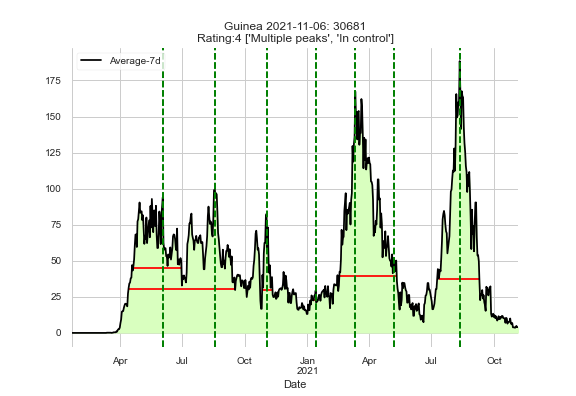 Guinea 2021-11-06: 30681
Rating:4 ['Multiple peaks', 'In control']
Average-7d
175
150
125
100
75
50
25
0
Apr Jul Oct Jan Apr Jul Oct
2021
Date